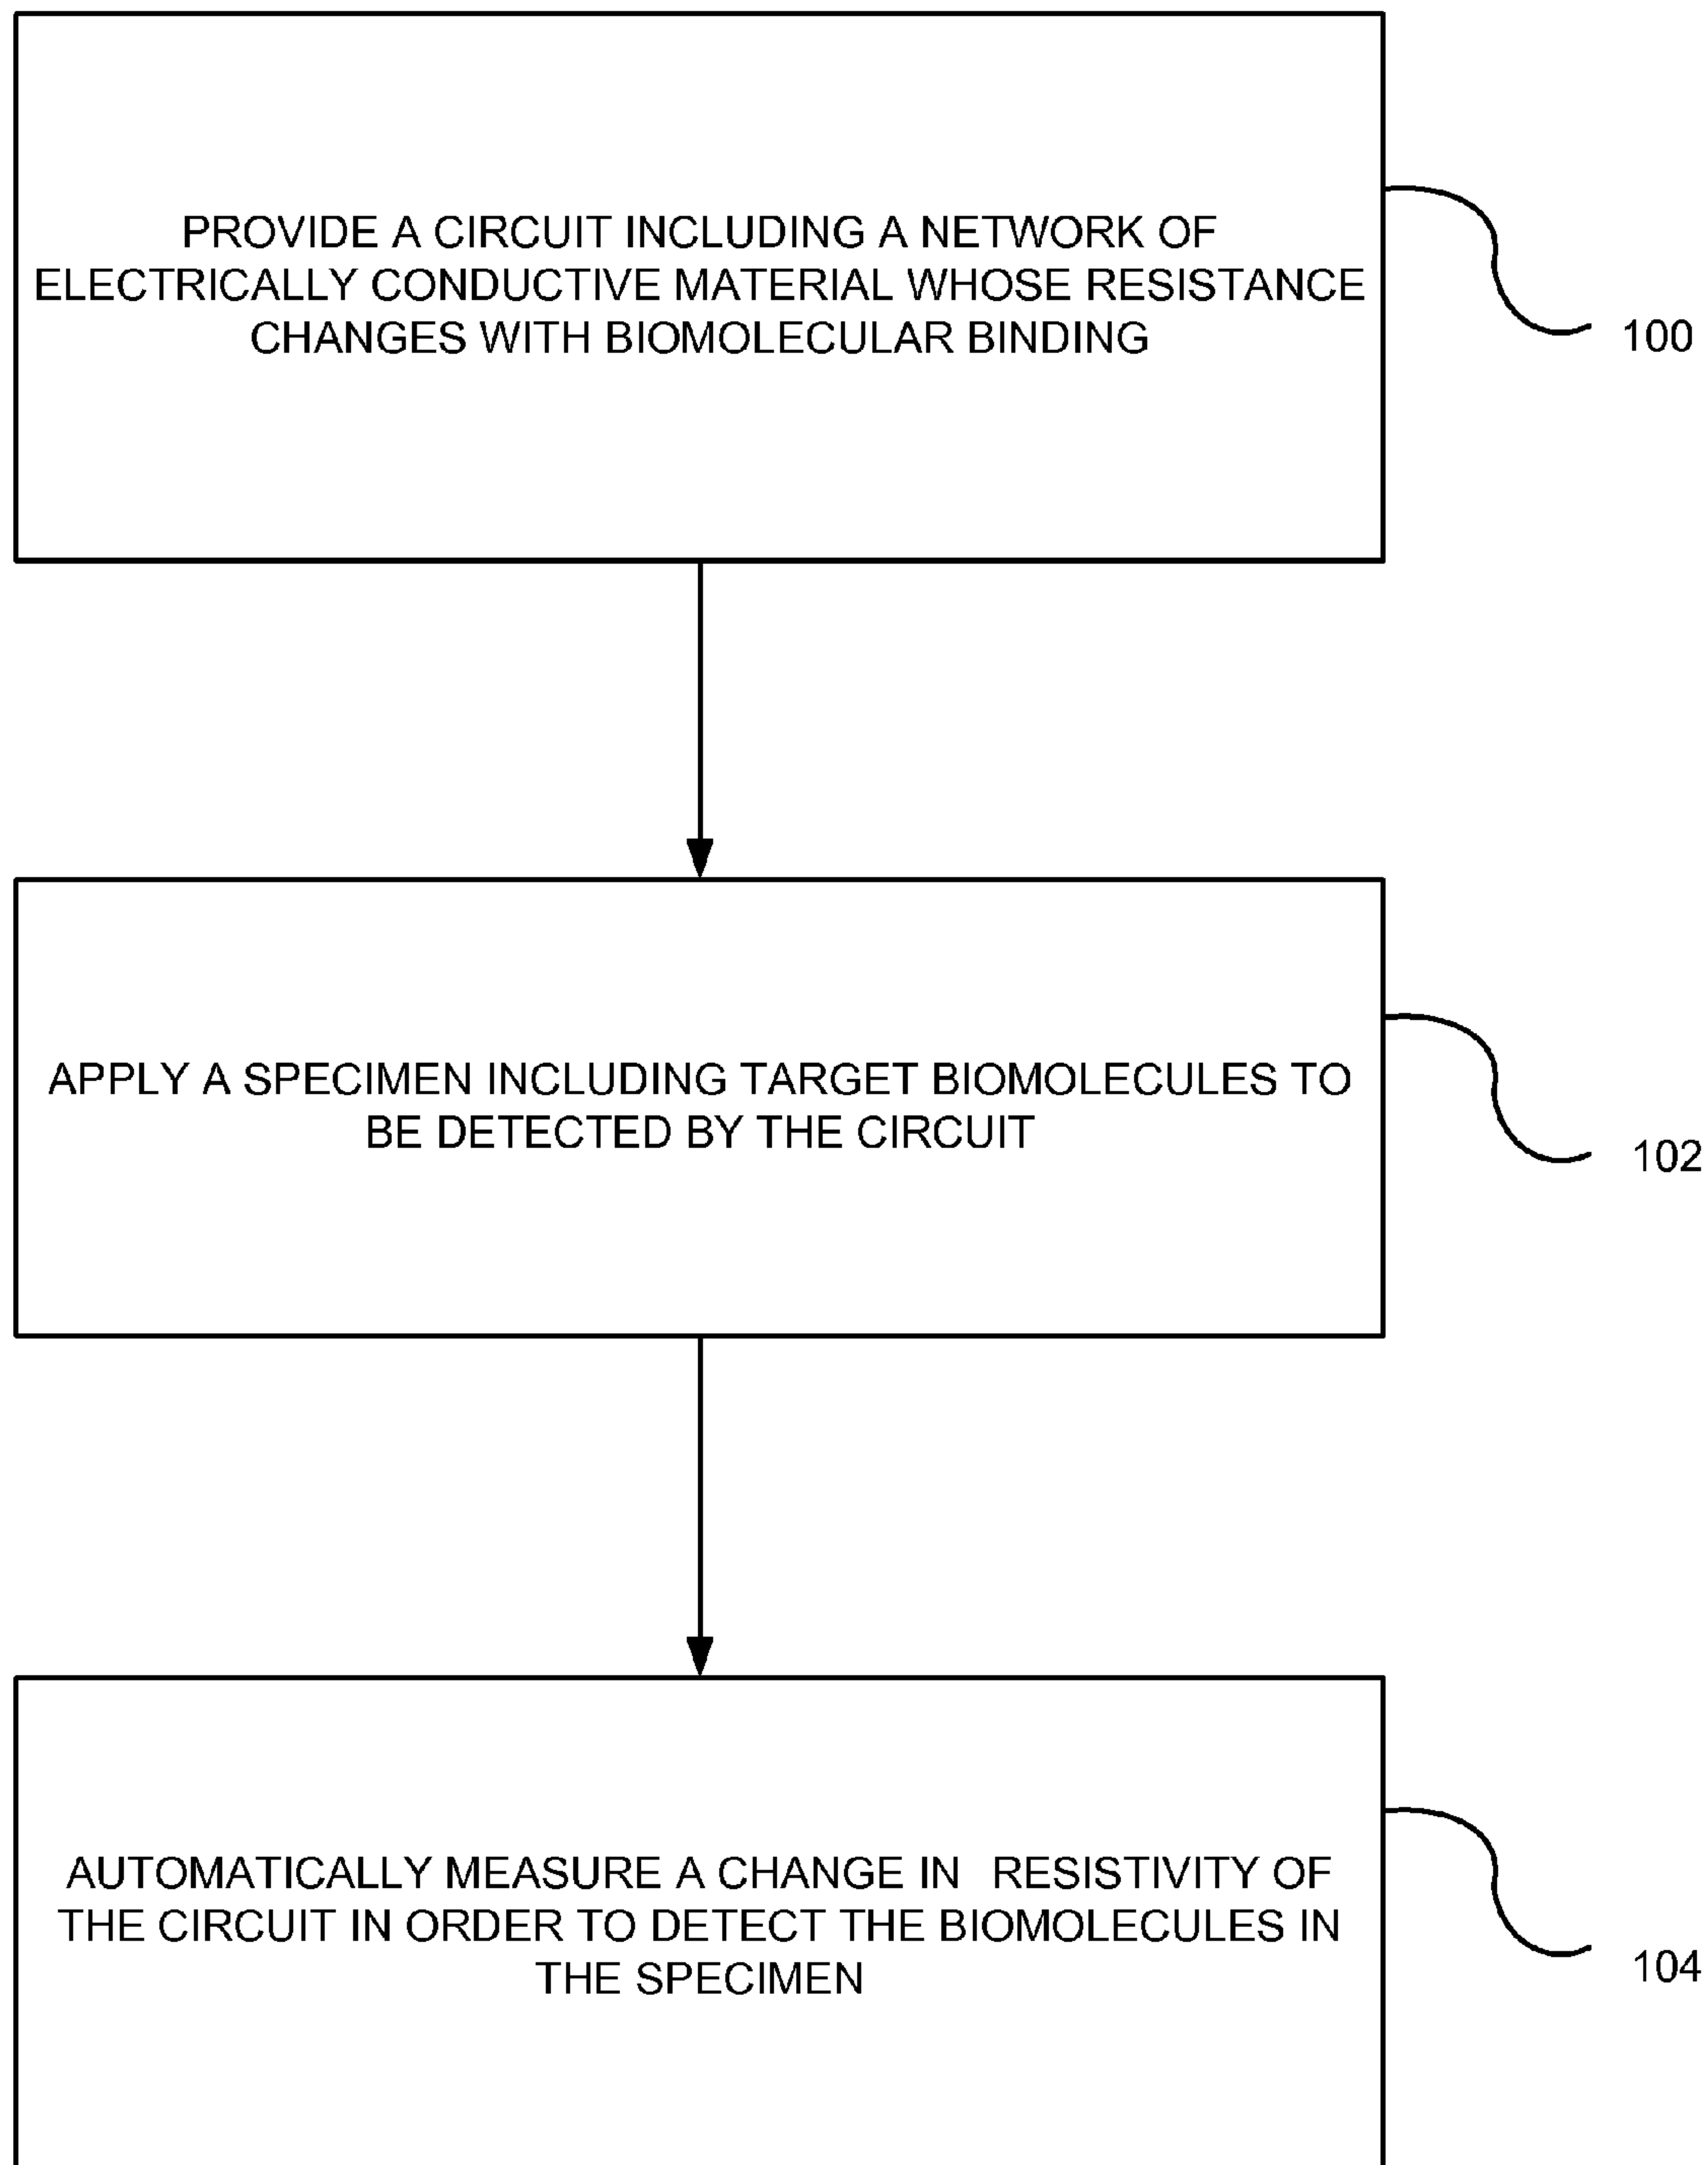 PROVIDE A CIRCUIT INCLUDING A NETWORK OF
ELECTRICALLY CONDUCTIVE MATERIAL WHOSE RESISTANCE
CHANGES WITH BIOMOLECULAR BINDING
100
APPLY A SPECIMEN INCLUDING TARGET BIOMOLECULES TO
BE DETECTED BY THE CIRCUIT
102
AUTOMATICALLY MEASURE A CHANGE IN RESISTIVITY OF
THE CIRCUIT IN ORDER TO DETECT THE BIOMOLECULES IN
THE SPECIMEN
104